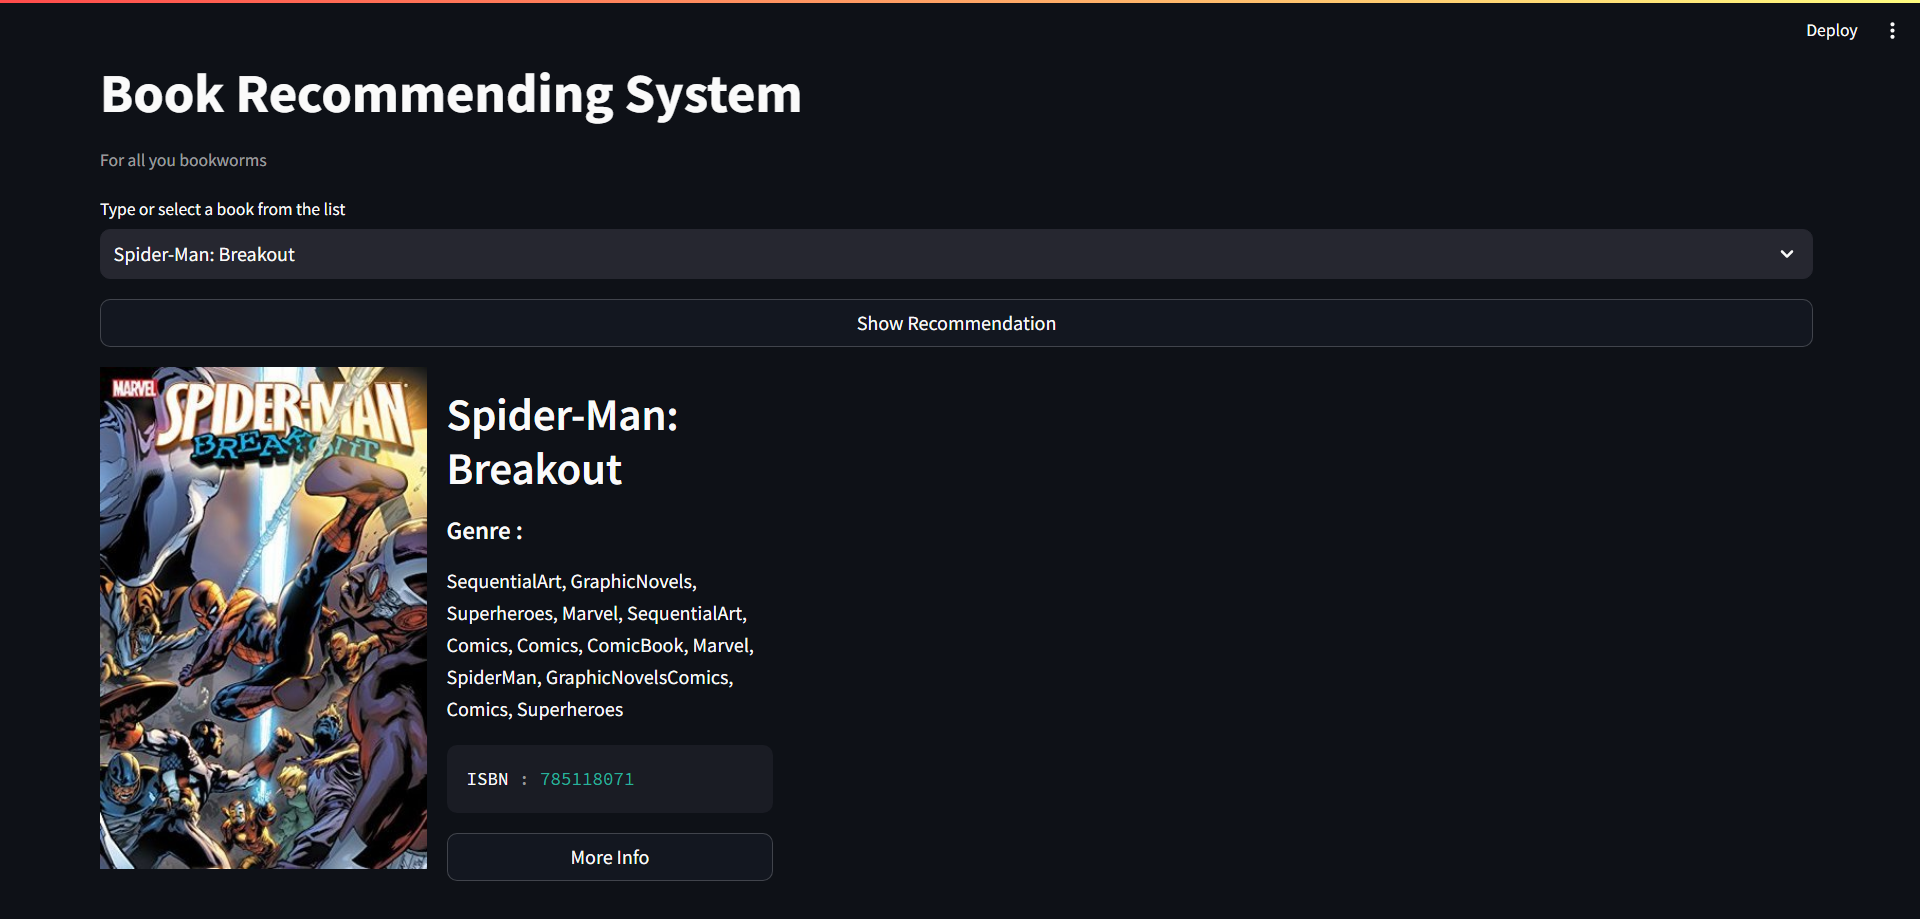 Deploy
Book Recommending System
For all you bookworms
Type or select a book from the list
Spider-Man: Breakout
Show Recommendation
MARVEL
SPIDER-MAN
BREAKOUT
Spider-Man:
Breakout
Genre :
SequentialArt, GraphicNovels,
Superheroes, Marvel, SequentialArt,
Comics, Comics, ComicBook, Marvel,
SpiderMan, GraphicNovelsComics,
Comics, Superheroes
ISBN : 785118071
More Info